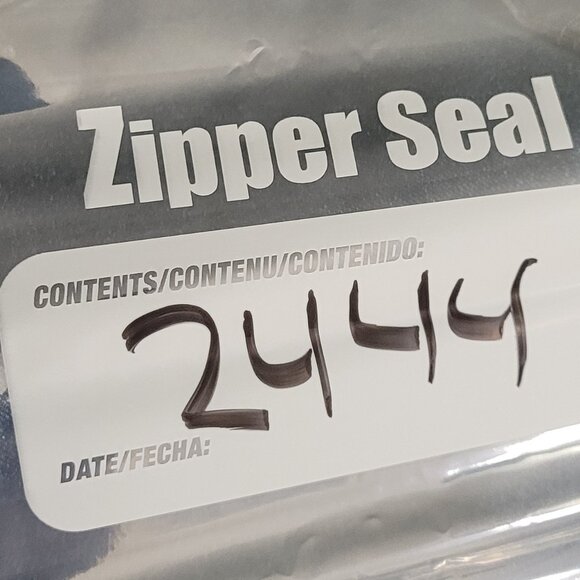 Zipper Seal
CONTENTS/CONTENU/CONTENIDO:
2444
DATE/FECHA: